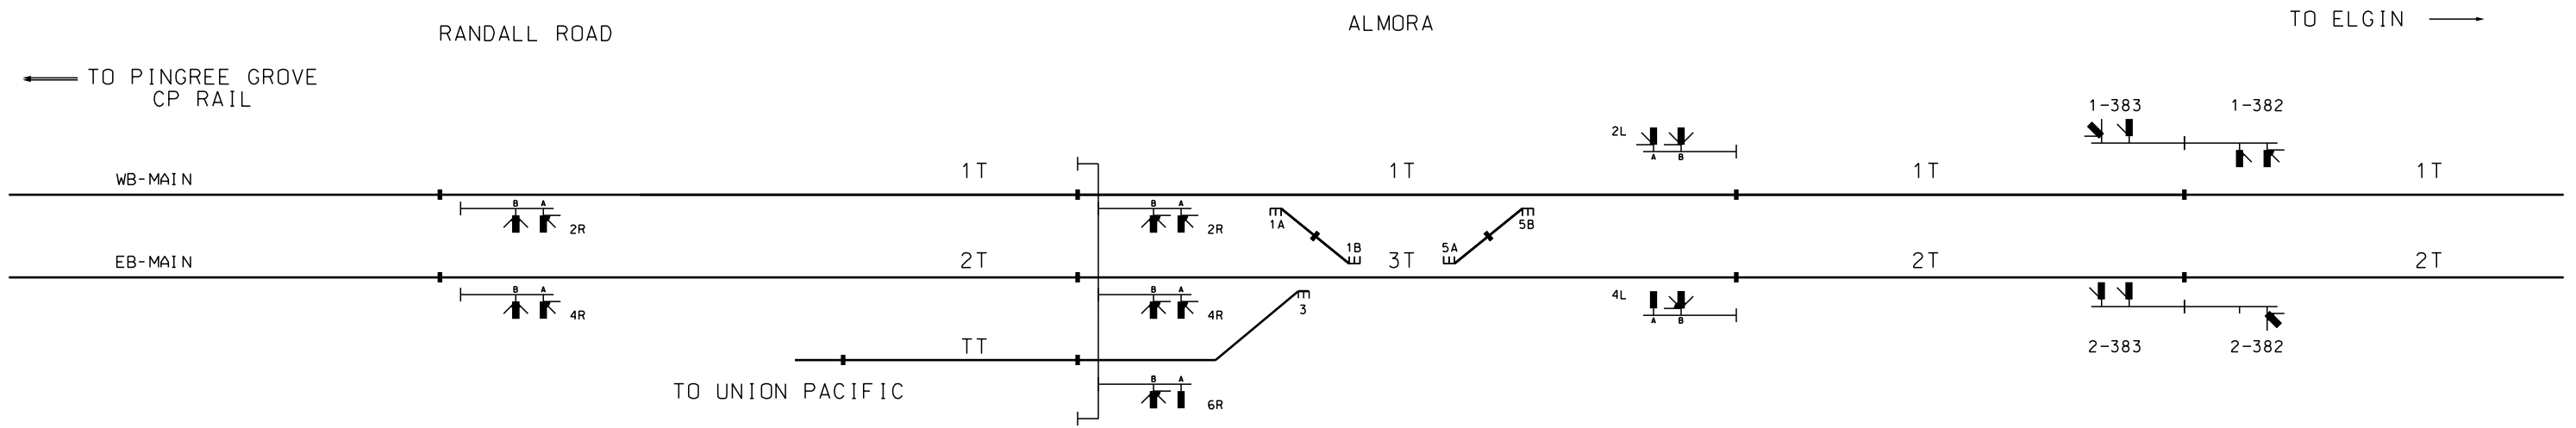 RANDALL ROAD
ALMORA
TO ELGIN
TO PINGREE GROVE
CP RAIL
1-383
1-382
2L
A B
WB-MAIN
1T
1T
1T
1T
B A
2R
B A
2R
1A
5B
1B
5A
EB-MAIN
2T
3T
2T
2T
B A
4R
B A
4R
3
4L
A B
TT
2-383
2-382
TO UNION PACIFIC
B A
6R